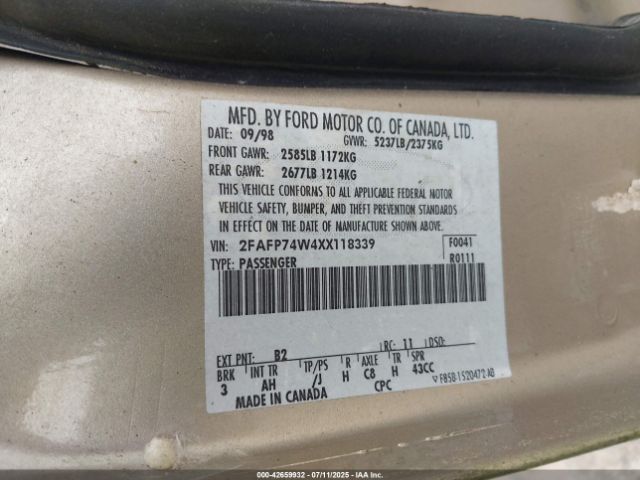 MFD. BY FORD MOTOR CO. OF CANADA, LTD.
DATE: 09/98 GVWR: 5237LB/2375KG
FRONT GAWR: 2585LB 1172KG
REAR GAWR: 2677LB 1214KG
THIS VEHICLE CONFORMS TO ALL APPLICABLE FEDERAL MOTOR
VEHICLE SAFETY, BUMPER, AND THEFT PREVENTION STANDARDS
IN EFFECT ON THE DATE OF MANUFACTURE SHOWN ABOVE.
VIN: 2FAFP74W4XX118339 F0041
TYPE: PASSENGER R0111
EXT PNT: B2 RC: 11 DSO:
BRK INT TR TP/PS R AXLE TR SPR
3 AH /J H C8 H 43CC
MADE IN CANADA CPC F85B-1520472-AB
000-42659932 - 07/11/2025 - IAAI.com